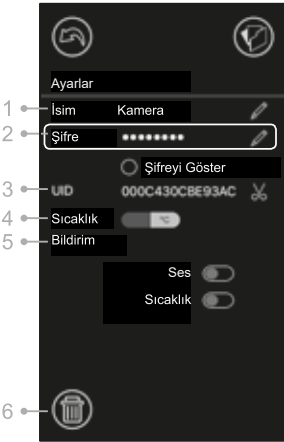 Ayarlar
1 İsim Kamera
2 Şifre ••••••••
Şifreyi Göster
3 UID 000C430CBE93AC
4 Sıcaklık °C
5 Bildirim
Ses
Sıcaklık
6